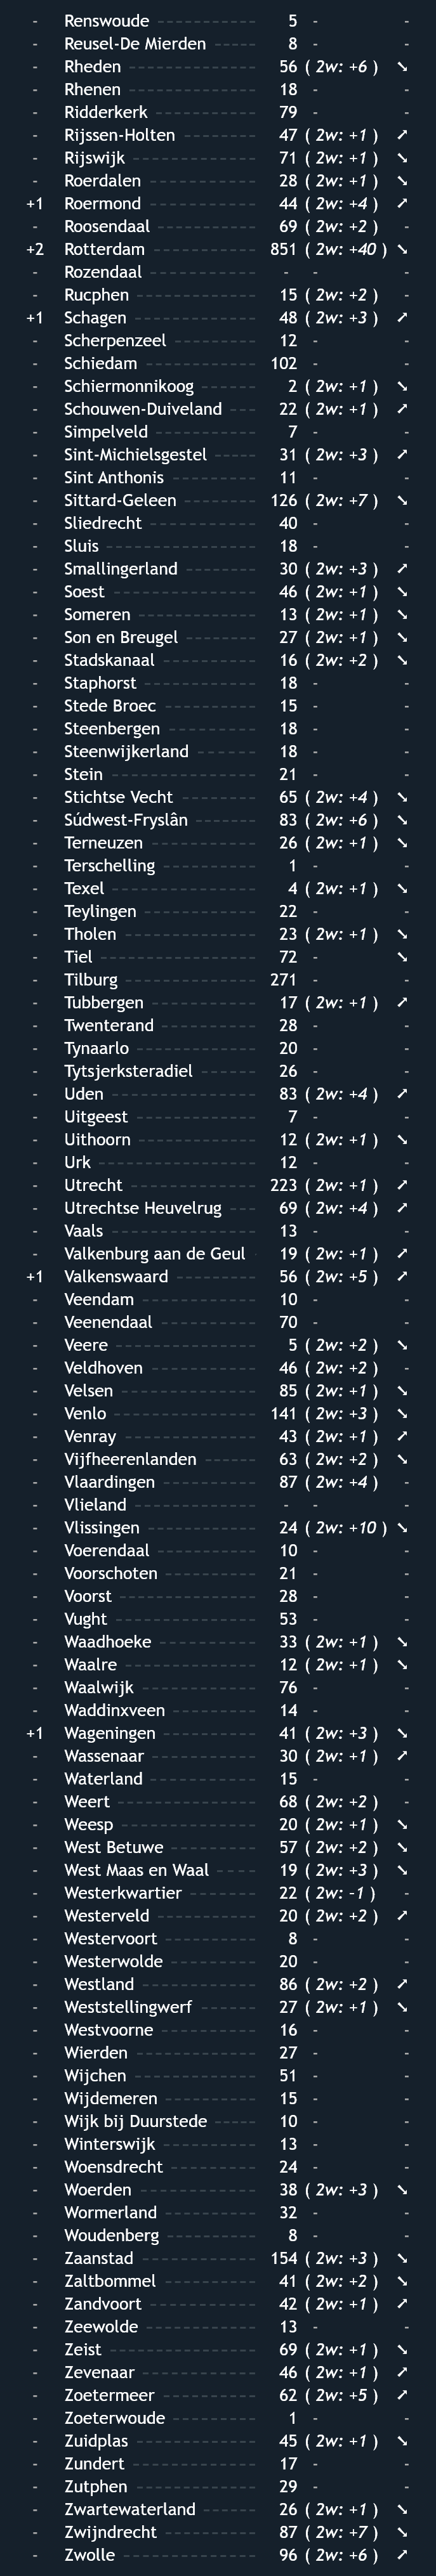 - Renswoude 5 - -
- Reusel-De Mierden 8 - -
- Rheden 56 ( 2w: +6 ) ➘
- Rhenen 18 - -
- Ridderkerk 79 - -
- Rijssen-Holten 47 ( 2w: +1 ) ➚
- Rijswijk 71 ( 2w: +1 ) ➘
- Roerdalen 28 ( 2w: +1 ) ➘
+1 Roermond 44 ( 2w: +4 ) ➚
- Roosendaal 69 ( 2w: +2 ) -
+2 Rotterdam 851 ( 2w: +40 ) ➘
- Rozendaal - - -
- Rucphen 15 ( 2w: +2 ) -
+1 Schagen 48 ( 2w: +3 ) ➚
- Scherpenzeel 12 - -
- Schiedam 102 - -
- Schiermonnikoog 2 ( 2w: +1 ) ➘
- Schouwen-Duiveland 22 ( 2w: +1 ) ➚
- Simpelveld 7 - -
- Sint-Michielsgestel 31 ( 2w: +3 ) ➚
- Sint Anthonis 11 - -
- Sittard-Geleen 126 ( 2w: +7 ) ➘
- Sliedrecht 40 - -
- Sluis 18 - -
- Smallingerland 30 ( 2w: +3 ) ➚
- Soest 46 ( 2w: +1 ) ➘
- Someren 13 ( 2w: +1 ) ➘
- Son en Breugel 27 ( 2w: +1 ) ➘
- Stadskanaal 16 ( 2w: +2 ) ➘
- Staphorst 18 - -
- Stede Broec 15 - -
- Steenbergen 18 - -
- Steenwijkerland 18 - -
- Stein 21 - -
- Stichtse Vecht 65 ( 2w: +4 ) ➘
- Súdwest-Fryslân 83 ( 2w: +6 ) ➘
- Terneuzen 26 ( 2w: +1 ) ➘
- Terschelling 1 - -
- Texel 4 ( 2w: +1 ) ➘
- Teylingen 22 - -
- Tholen 23 ( 2w: +1 ) ➘
- Tiel 72 - ➘
- Tilburg 271 - -
- Tubbergen 17 ( 2w: +1 ) ➚
- Twenterand 28 - -
- Tynaarlo 20 - -
- Tytsjerksteradiel 26 - -
- Uden 83 ( 2w: +4 ) ➚
- Uitgeest 7 - -
- Uithoorn 12 ( 2w: +1 ) ➘
- Urk 12 - -
- Utrecht 223 ( 2w: +1 ) ➚
- Utrechtse Heuvelrug 69 ( 2w: +4 ) ➚
- Vaals 13 - -
- Valkenburg aan de Geul 19 ( 2w: +1 ) ➚
+1 Valkenswaard 56 ( 2w: +5 ) ➚
- Veendam 10 - -
- Veenendaal 70 - -
- Veere 5 ( 2w: +2 ) ➘
- Veldhoven 46 ( 2w: +2 ) -
- Velsen 85 ( 2w: +1 ) ➘
- Venlo 141 ( 2w: +3 ) ➘
- Venray 43 ( 2w: +1 ) ➚
- Vijfheerenlanden 63 ( 2w: +2 ) ➘
- Vlaardingen 87 ( 2w: +4 ) -
- Vlieland - - -
- Vlissingen 24 ( 2w: +10 ) ➘
- Voerendaal 10 - -
- Voorschoten 21 - -
- Voorst 28 - -
- Vught 53 - -
- Waadhoeke 33 ( 2w: +1 ) ➘
- Waalre 12 ( 2w: +1 ) ➘
- Waalwijk 76 - -
- Waddinxveen 14 - -
+1 Wageningen 41 ( 2w: +3 ) ➘
- Wassenaar 30 ( 2w: +1 ) ➚
- Waterland 15 - -
- Weert 68 ( 2w: +2 ) -
- Weesp 20 ( 2w: +1 ) ➘
- West Betuwe 57 ( 2w: +2 ) ➘
- West Maas en Waal 19 ( 2w: +3 ) ➘
- Westerkwartier 22 ( 2w: -1 ) -
- Westerveld 20 ( 2w: +2 ) ➚
- Westervoort 8 - -
- Westerwolde 20 - -
- Westland 86 ( 2w: +2 ) ➚
- Weststellingwerf 27 ( 2w: +1 ) ➘
- Westvoorne 16 - -
- Wierden 27 - -
- Wijchen 51 - -
- Wijdemeren 15 - -
- Wijk bij Duurstede 10 - -
- Winterswijk 13 - -
- Woensdrecht 24 - -
- Woerden 38 ( 2w: +3 ) ➘
- Wormerland 32 - -
- Woudenberg 8 - -
- Zaanstad 154 ( 2w: +3 ) ➘
- Zaltbommel 41 ( 2w: +2 ) ➘
- Zandvoort 42 ( 2w: +1 ) ➚
- Zeewolde 13 - -
- Zeist 69 ( 2w: +1 ) ➘
- Zevenaar 46 ( 2w: +1 ) ➚
- Zoetermeer 62 ( 2w: +5 ) ➚
- Zoeterwoude 1 - -
- Zuidplas 45 ( 2w: +1 ) ➘
- Zundert 17 - -
- Zutphen 29 - -
- Zwartewaterland 26 ( 2w: +1 ) ➘
- Zwijndrecht 87 ( 2w: +7 ) ➘
- Zwolle 96 ( 2w: +6 ) ➚